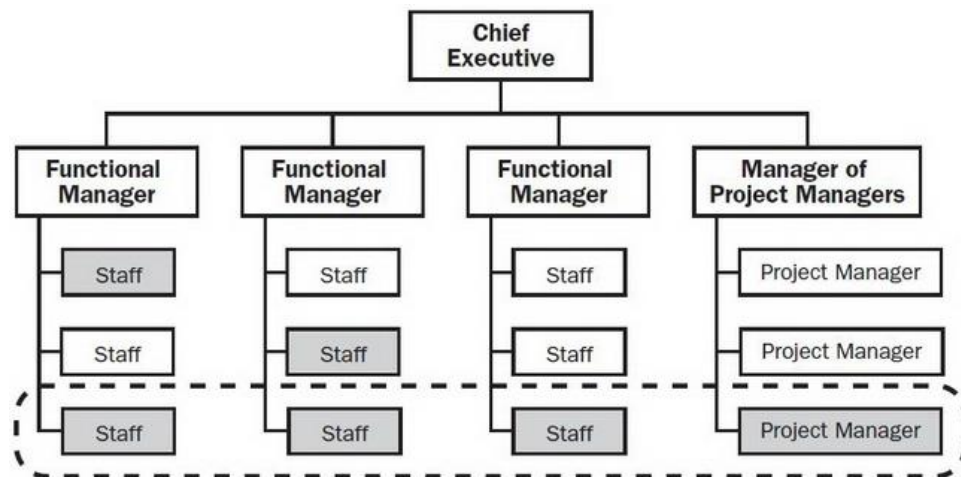 Chief
Executive
Functional
Manager
Functional
Manager
Functional
Manager
Manager of
Project Managers
Staff
Staff
Staff
Project Manager
Staff
Staff
Staff
Project Manager
Staff
Staff
Staff
Project Manager